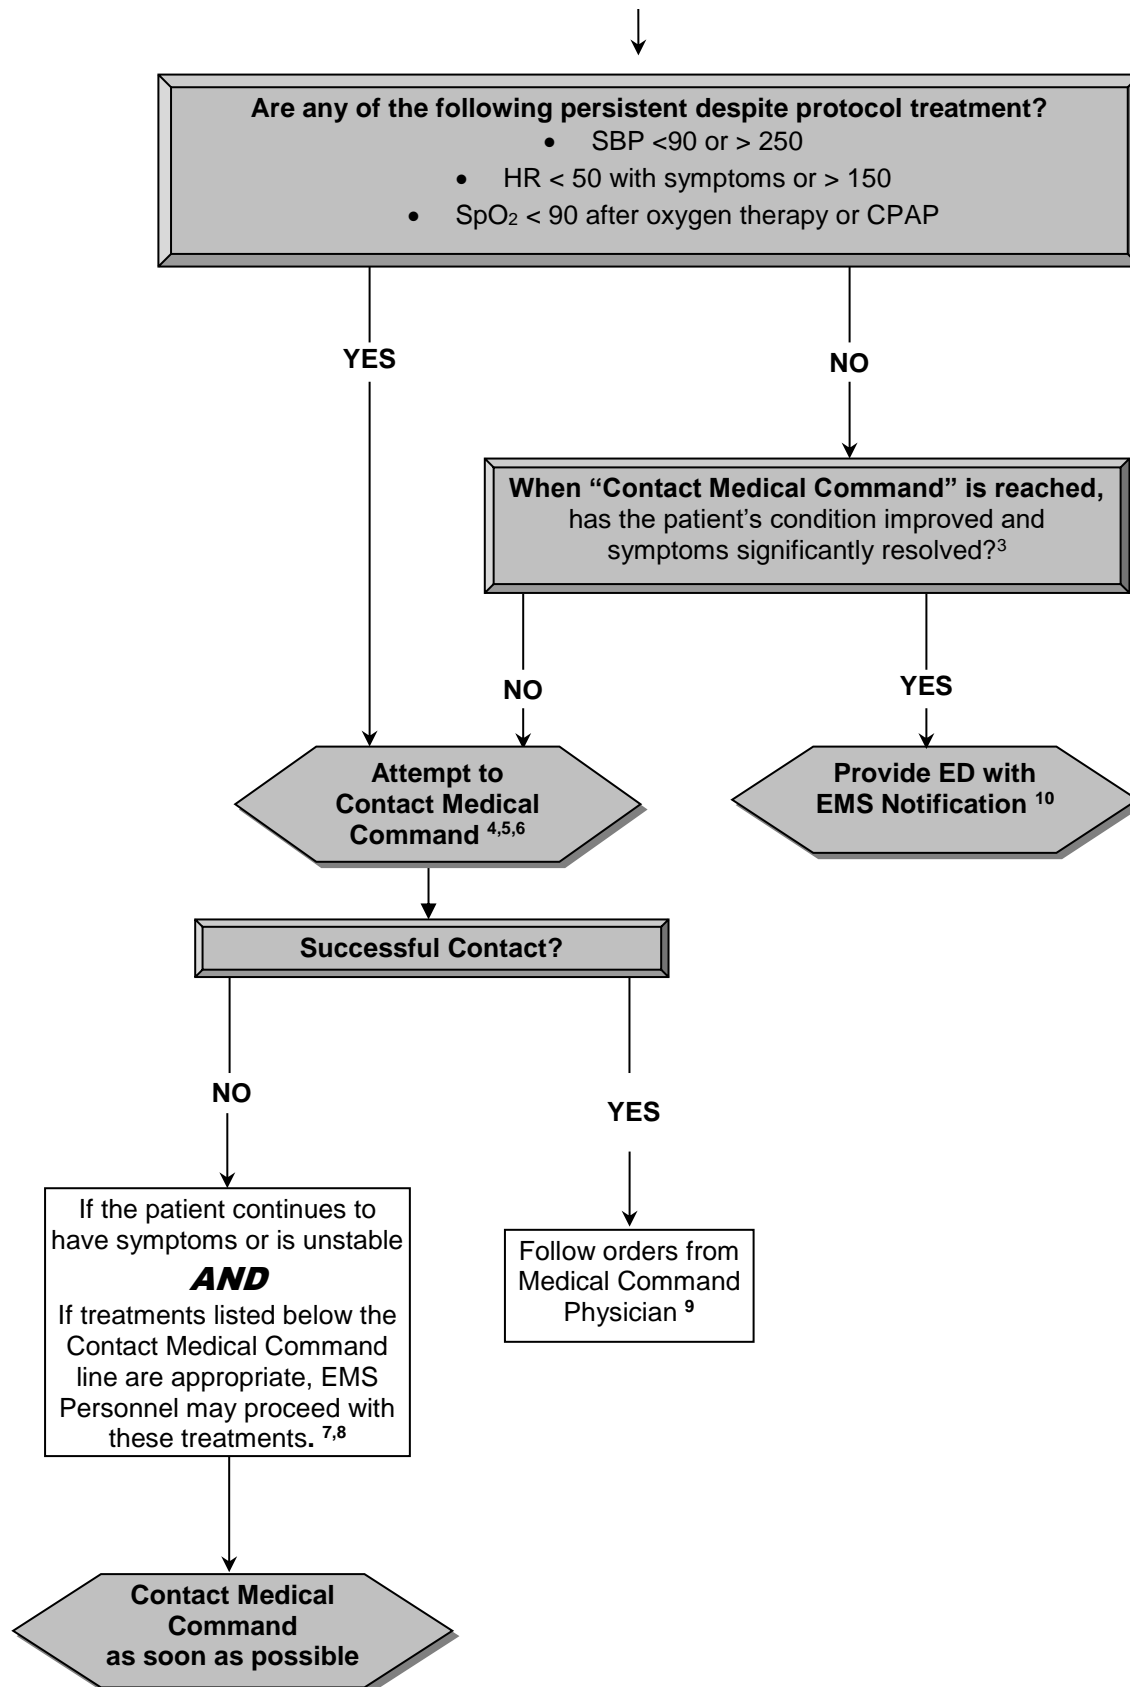 Are any of the following persistent despite protocol treatment?
• SBP <90 or > 250
• HR < 50 with symptoms or > 150
• SpO₂ < 90 after oxygen therapy or CPAP
YES
NO
When “Contact Medical Command” is reached,
has the patient’s condition improved and
symptoms significantly resolved?³
NO
YES
Attempt to
Contact Medical
Command ⁴,⁵,⁶
Provide ED with
EMS Notification ¹⁰
Successful Contact?
NO
YES
If the patient continues to
have symptoms or is unstable
AND
If treatments listed below the
Contact Medical Command
line are appropriate, EMS
Personnel may proceed with
these treatments. ⁷,⁸
Follow orders from
Medical Command
Physician ⁹
Contact Medical
Command
as soon as possible